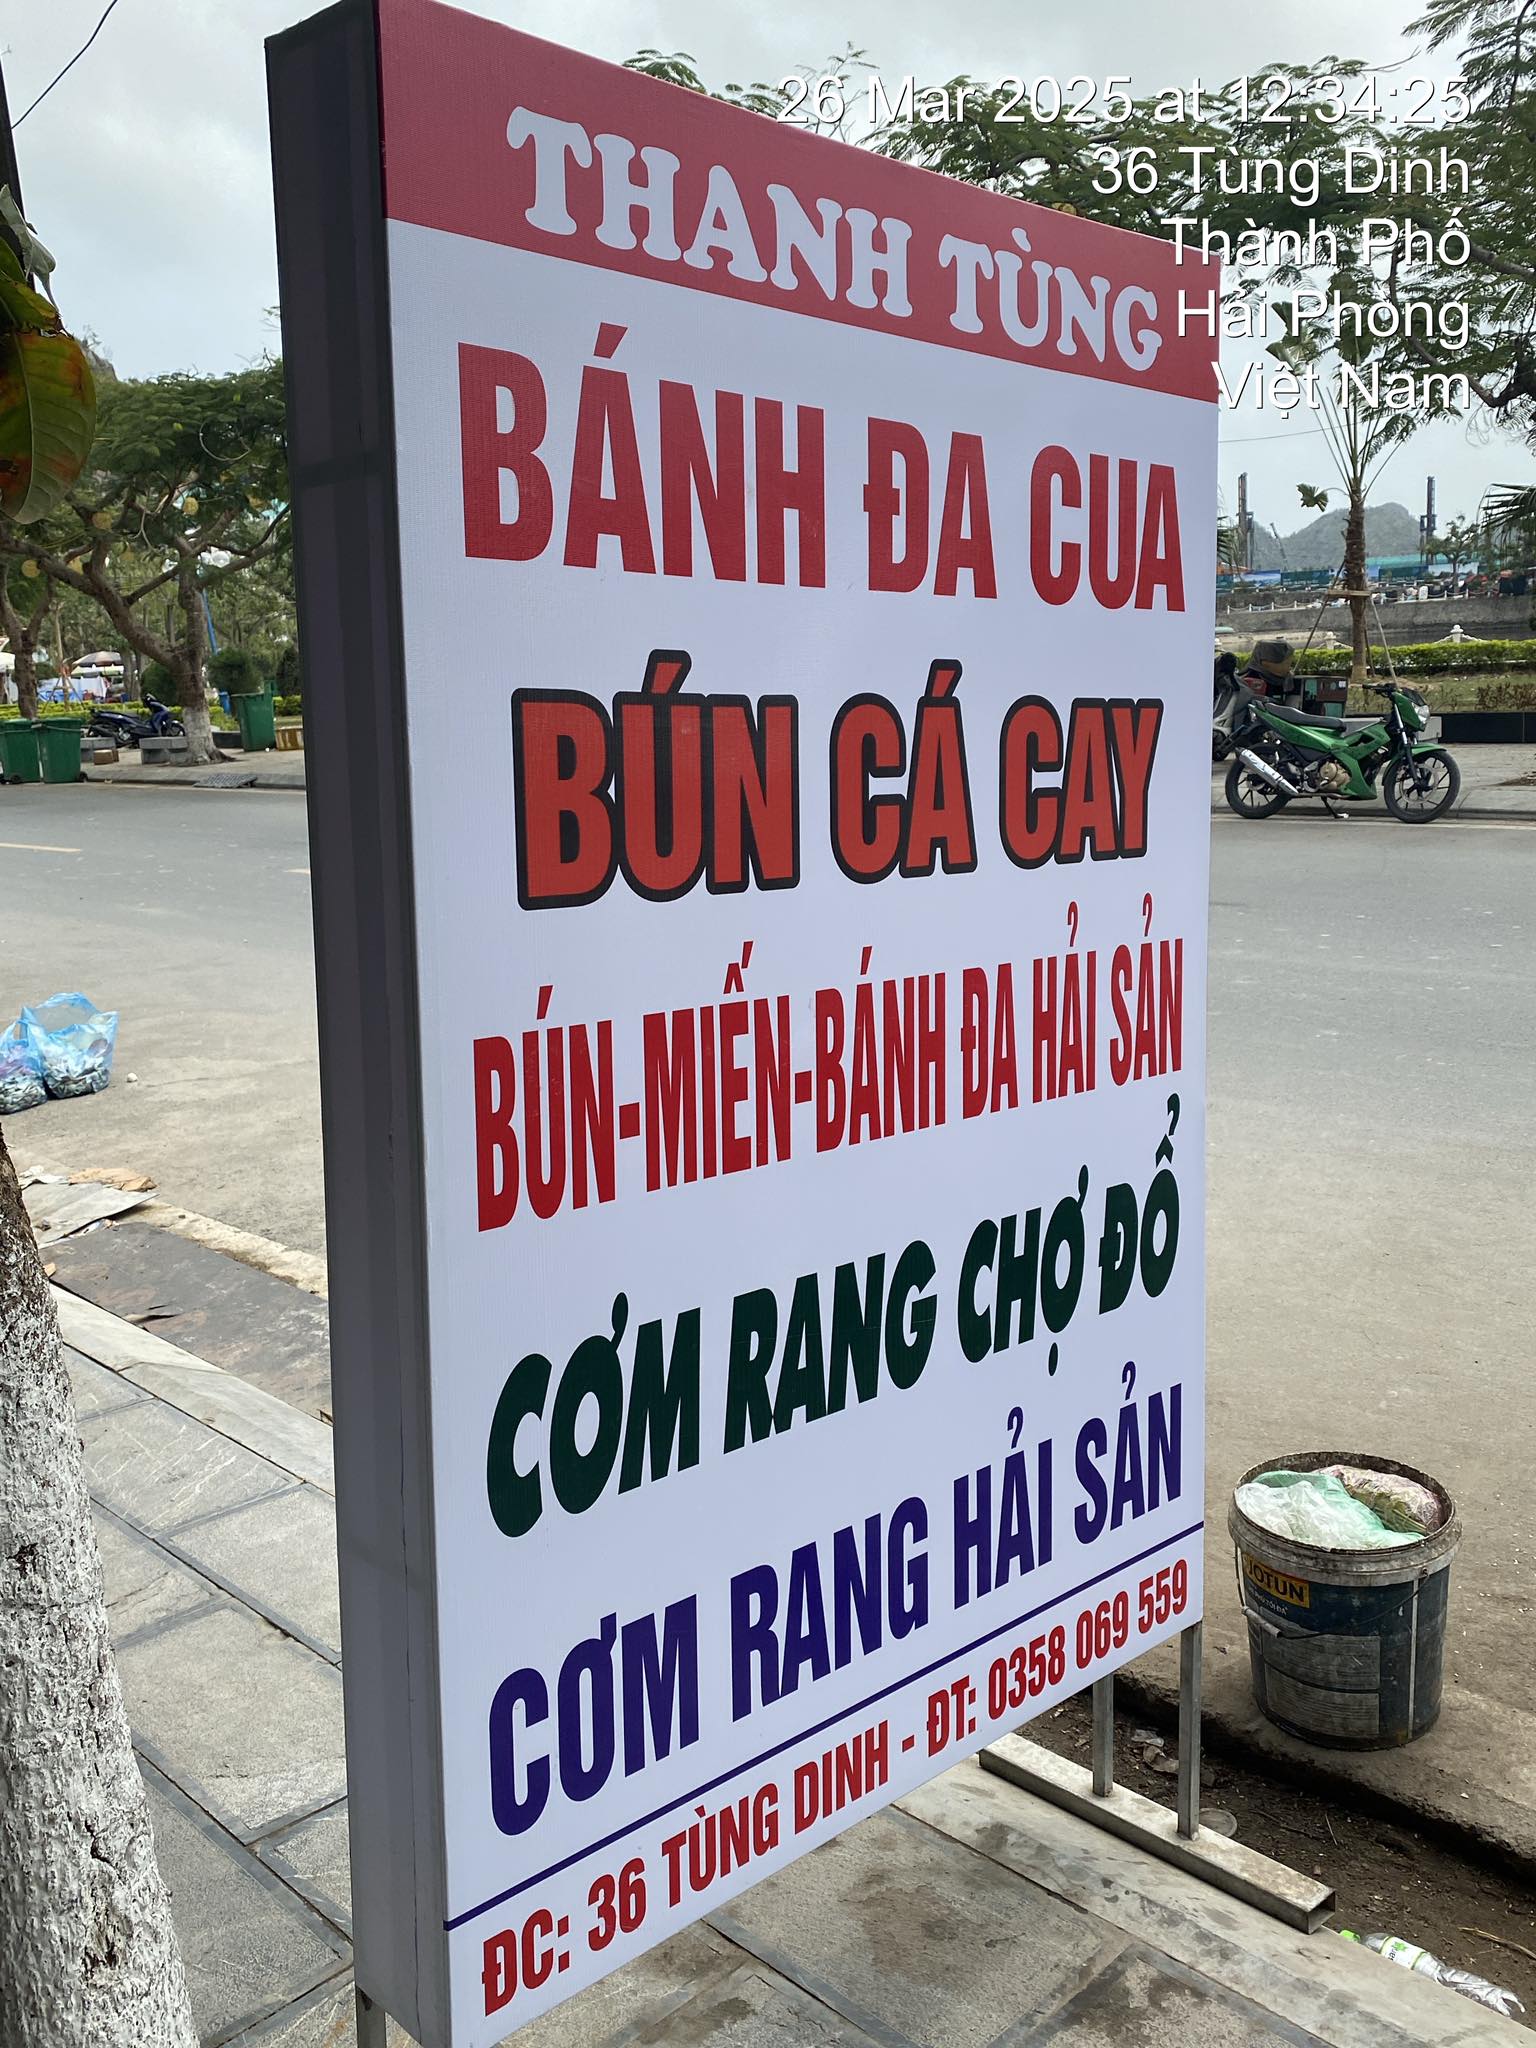 26 Mar 2025 at 12:34:25
36 Tùng Dinh
Thành Phố
Hải Phòng
Việt Nam
THANH TÙNG
BÁNH ĐA CUA
BÚN CÁ CAY
BÚN-MIẾN-BÁNH ĐA HẢI SẢN
CƠM RANG CHỢ ĐỔ
CƠM RANG HẢI SẢN
ĐC: 36 TÙNG DINH - ĐT: 0358 069 559
JOTUN